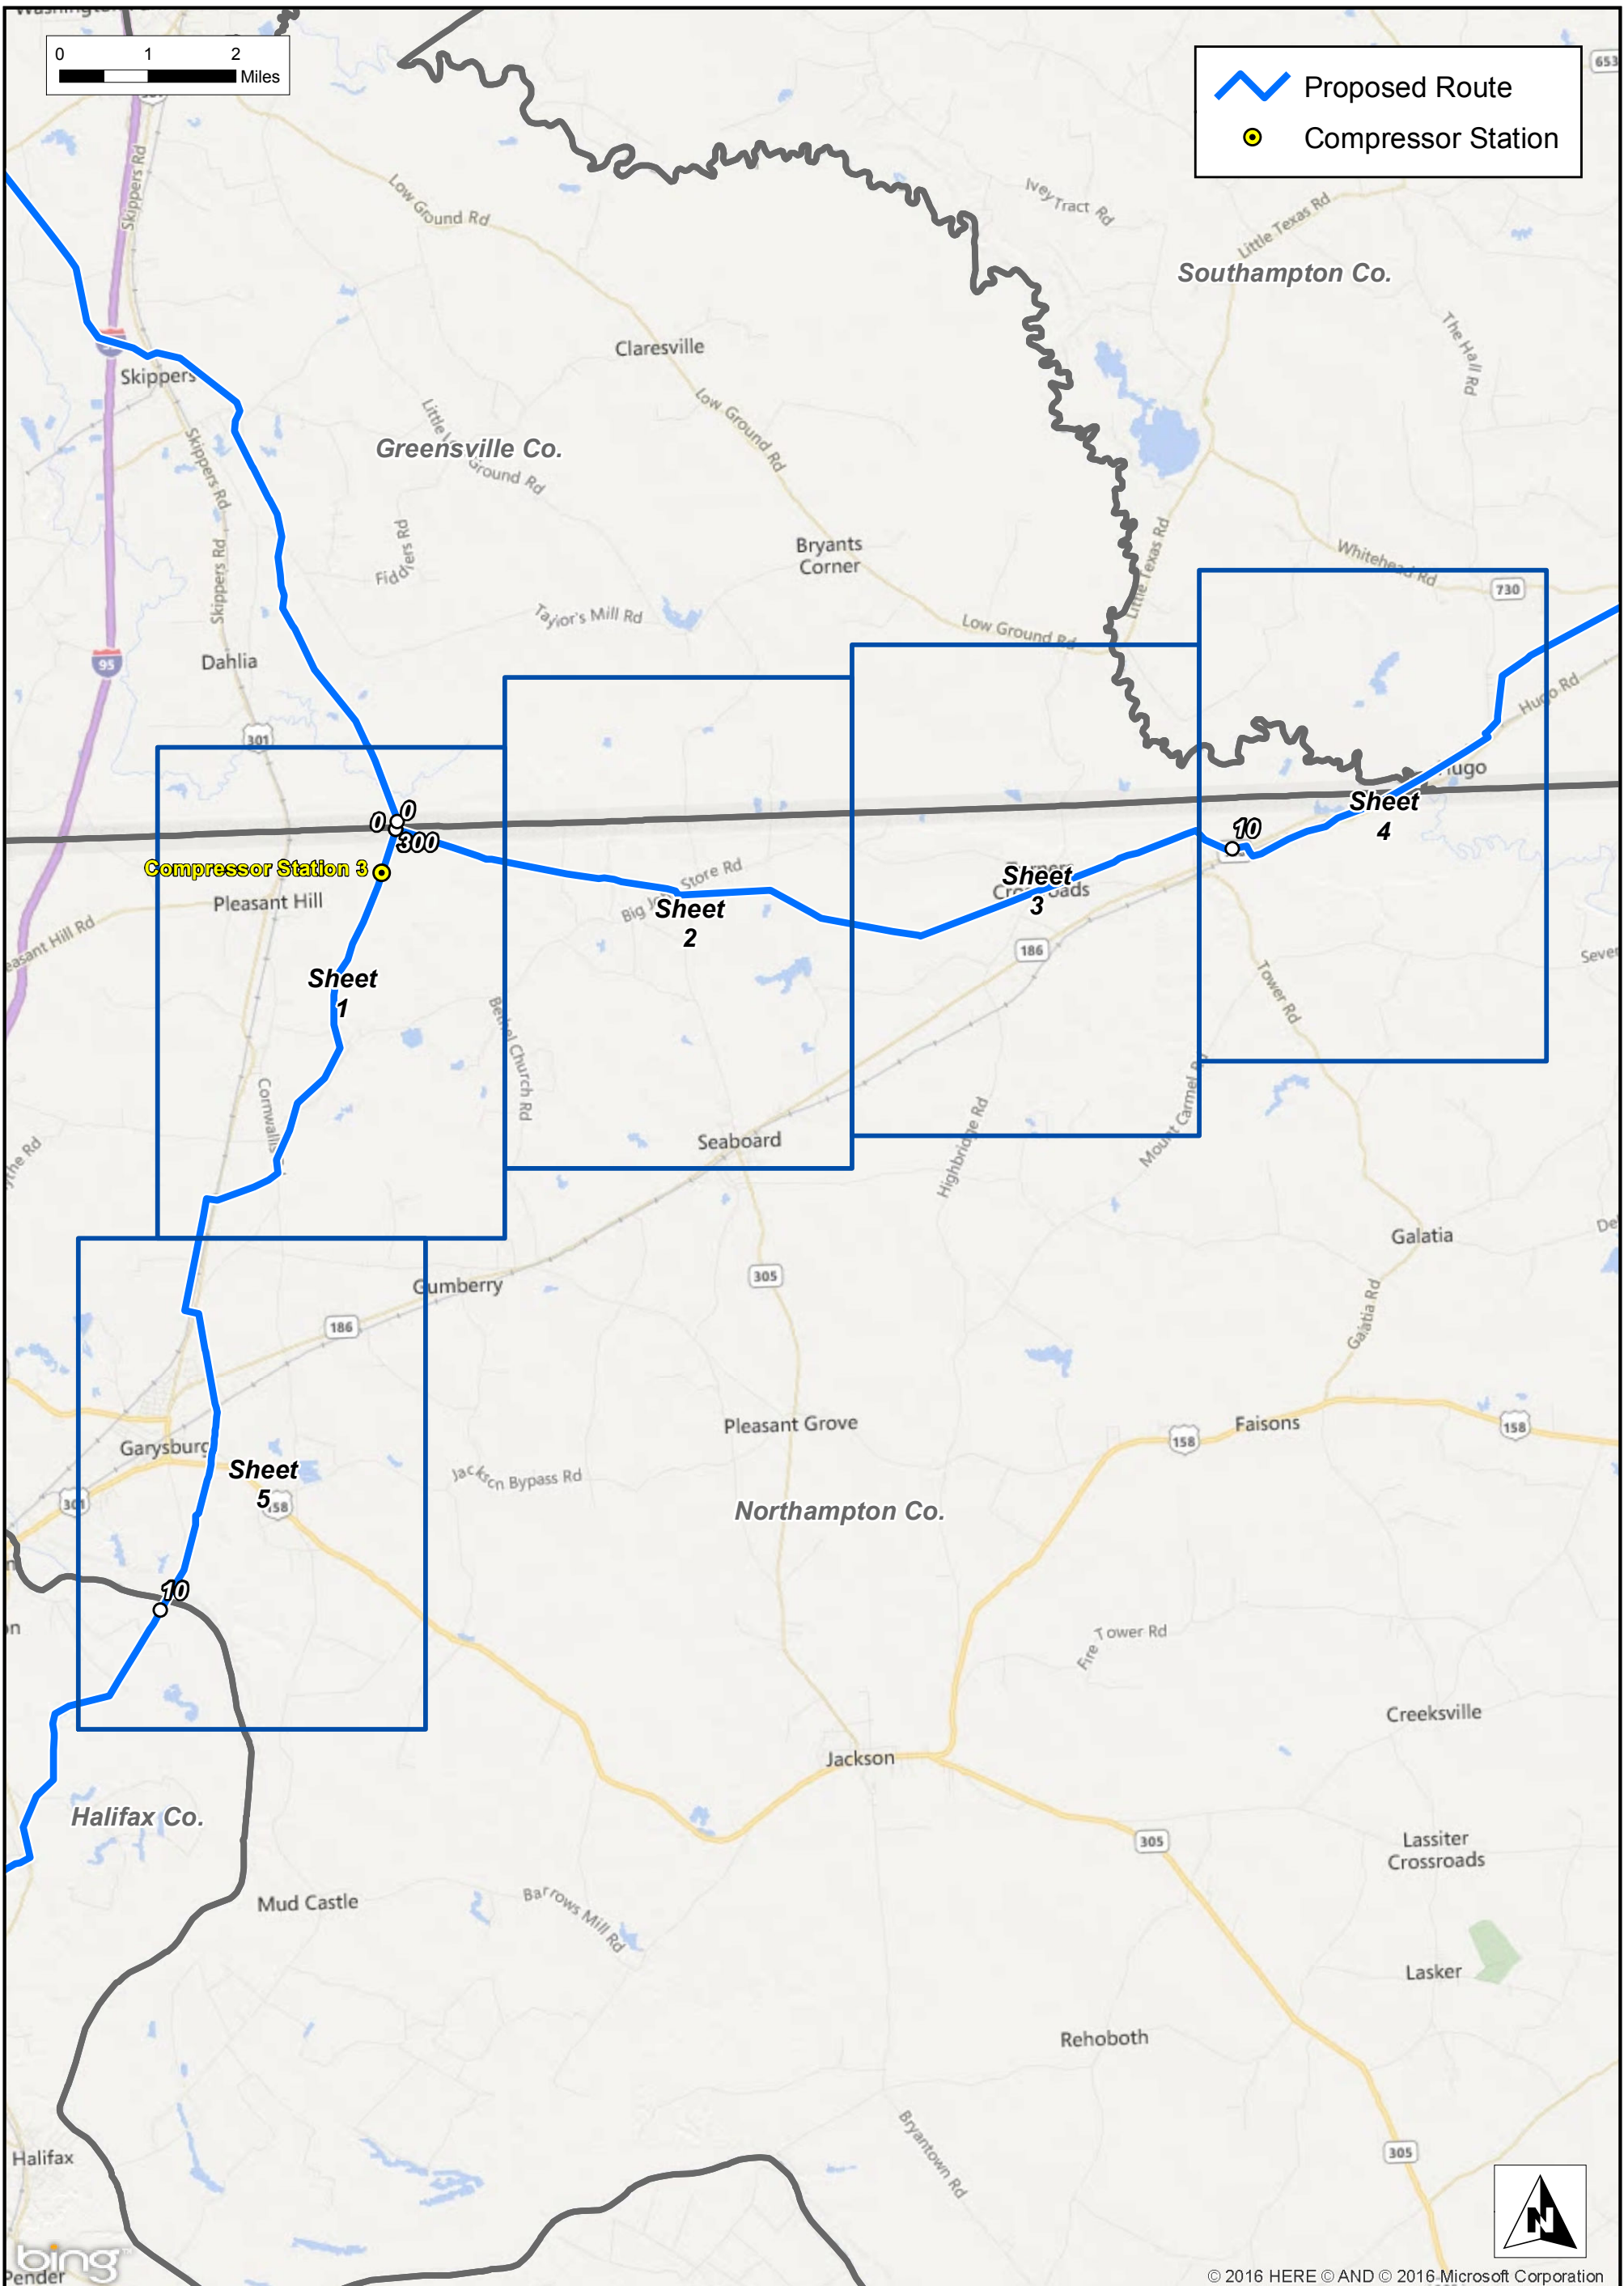 0 1 2
Miles
Proposed Route
Compressor Station
653
Skippers Rd
Low Ground Rd
Ivey Tract Rd
Little Texas Rd
Southampton Co.
The Hall Rd
Claresville
Skippers
Low Ground Rd
Greensville Co.
Skippers Rd
Ground Rd
Fiddlers Rd
Bryants
Corner
Skippers Rd
Little Texas Rd
Whitehead Rd
730
Taylor's Mill Rd
Low Ground Rd
95
Dahlia
Hugo Rd
301
0
0
300
Compressor Station 3
Pleasant Hill
Big
Store Rd
Sheet
2
Sheet
3
10
Sheet
4
186
Sheet
1
Bethel Church Rd
Tower Rd
Cornwallis
Seaboard
Highbridge Rd
Mount Carmel Rd
Galatia
305
Gumberry
186
Galatia Rd
Pleasant Grove
Faisons
158
158
Garysburg
Sheet
5
301
Bypass Rd
Northampton Co.
10
Fire Tower Rd
Creeksville
Jackson
Halifax Co.
305
Lassiter
Crossroads
Mud Castle
Barrows Mill Rd
Lasker
Rehoboth
Bryantown Rd
Halifax
305
N
bing
Pender
© 2016 HERE © AND © 2016 Microsoft Corporation